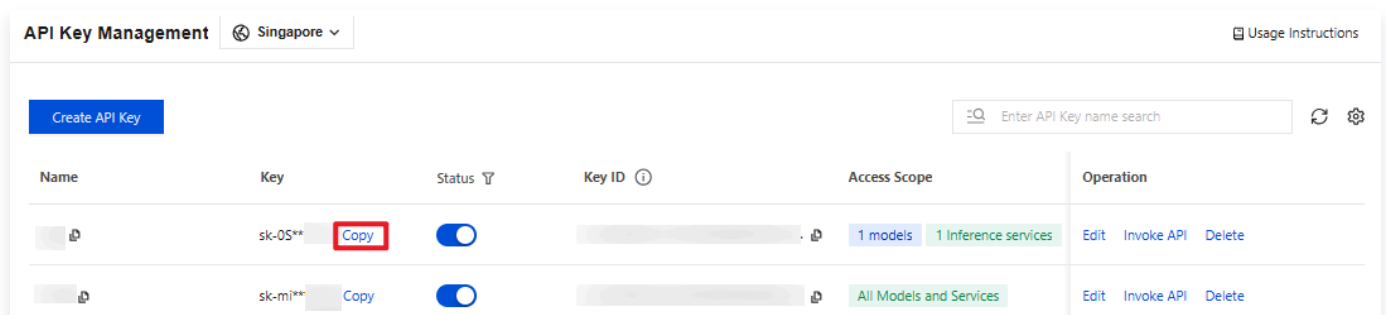 API Key Management Singapore Usage Instructions
Create API Key Enter API Key name search
Name Key Status Key ID Access Scope Operation
sk-0S** Copy 1 models 1 Inference services Edit Invoke API Delete
sk-mi** Copy All Models and Services Edit Invoke API Delete